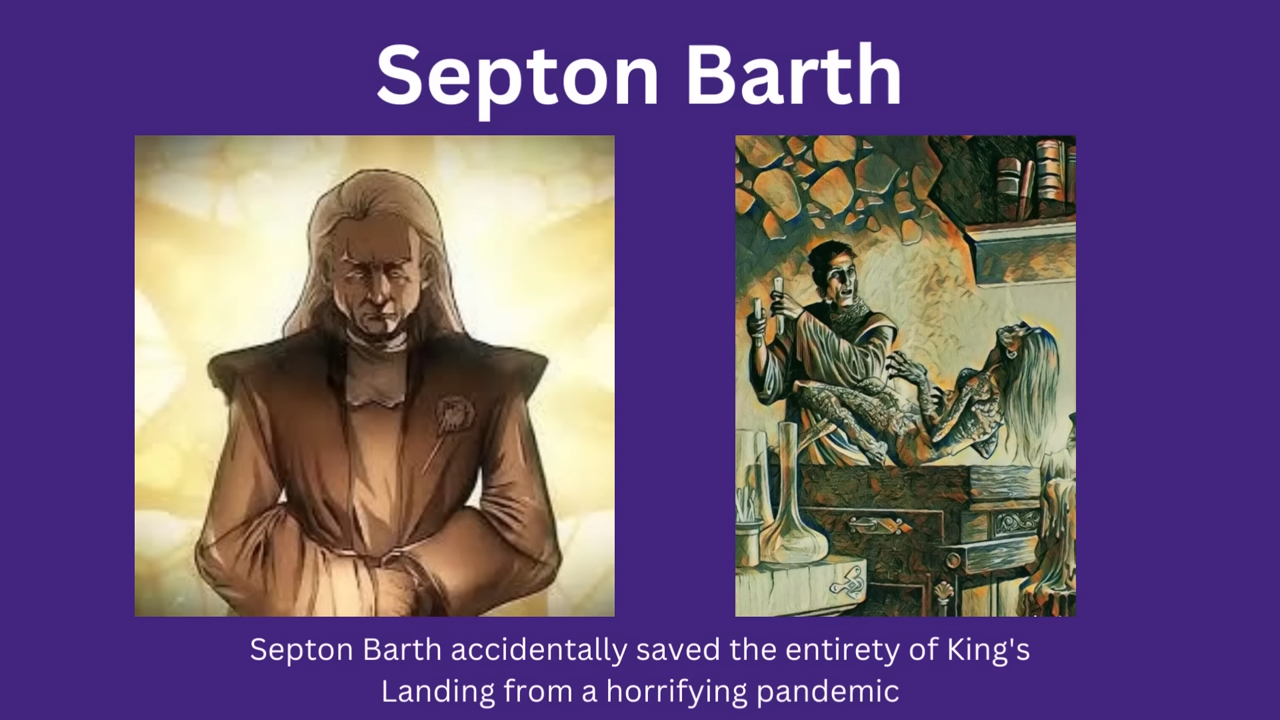 Septon Barth
Septon Barth accidentally saved the entirety of King's
Landing from a horrifying pandemic